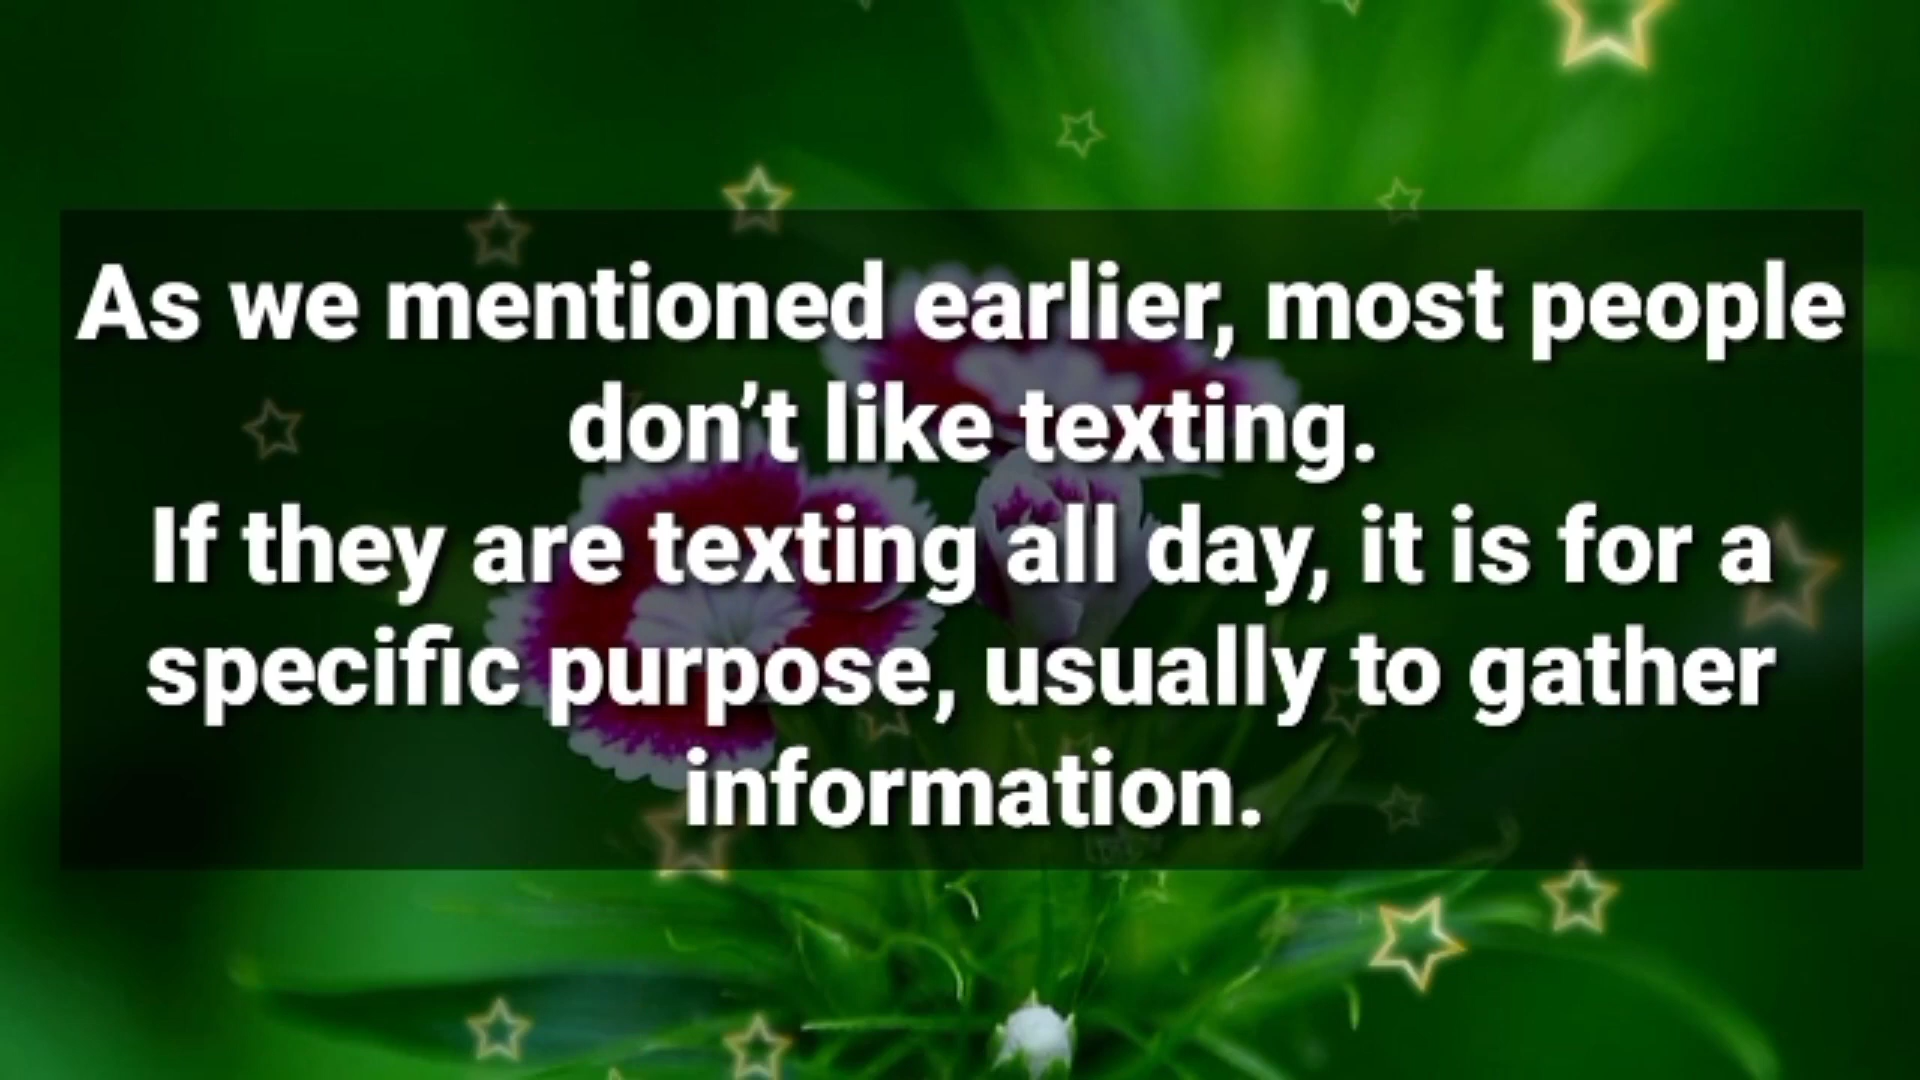 As we mentioned earlier, most people
don’t like texting.
If they are texting all day, it is for a
specific purpose, usually to gather
information.